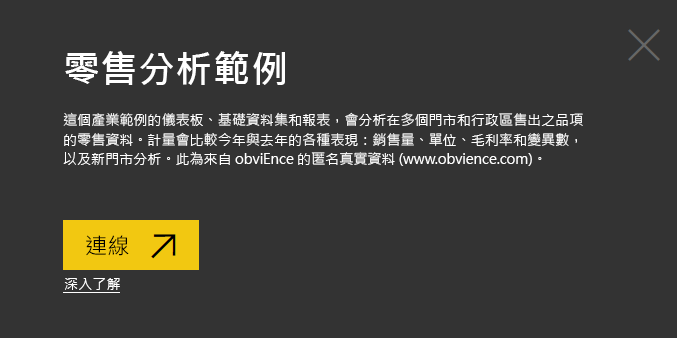 零售分析範例
這個產業範例的儀表板、基礎資料集和報表，會分析在多個門市和行政區售出之品項
的零售資料。計量會比較今年與去年的各種表現：銷售量、單位、毛利率和變異數，
以及新門市分析。此為來自 obviEnce 的匿名真實資料 (www.obvience.com)。
連線
深入了解